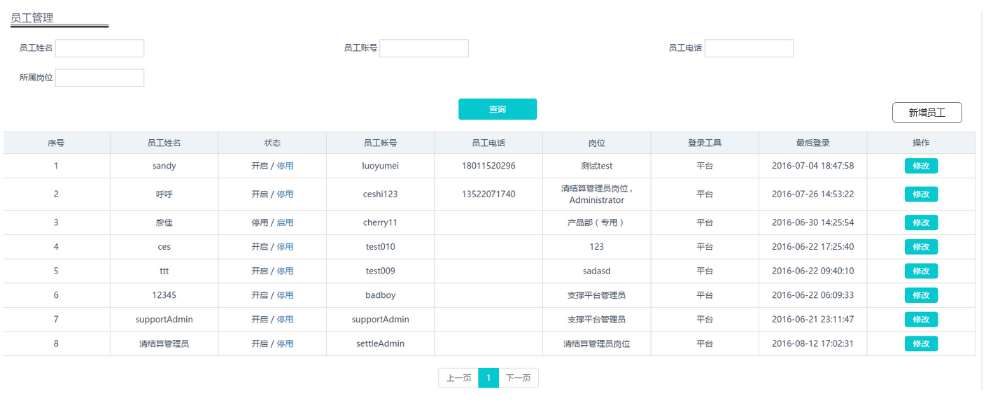 员工管理
员工姓名 员工账号 员工电话
所属岗位
查询
新增员工
序号 员工姓名 状态 员工帐号 员工电话 岗位 登录工具 最后登录 操作
1 sandy 开启 / 停用 luoyumei 18011520296 测试test 平台 2016-07-04 18:47:58 修改
2 呼呼 开启 / 停用 ceshi123 13522071740 清结算管理员岗位， Administrator 平台 2016-07-26 14:53:22 修改
3 廖佳 停用 / 启用 cherry11 产品部（专用） 平台 2016-06-30 14:25:54 修改
4 ces 开启 / 停用 test010 123 平台 2016-06-22 17:25:40 修改
5 ttt 开启 / 停用 test009 sadasd 平台 2016-06-22 09:40:10 修改
6 12345 开启 / 停用 badboy 支撑平台管理员 平台 2016-06-22 06:09:33 修改
7 supportAdmin 开启 / 停用 supportAdmin 支撑平台管理员 平台 2016-06-21 23:11:47 修改
8 清结算管理员 开启 / 停用 settleAdmin 清结算管理员岗位 平台 2016-08-12 17:02:31 修改
上一页 1 下一页